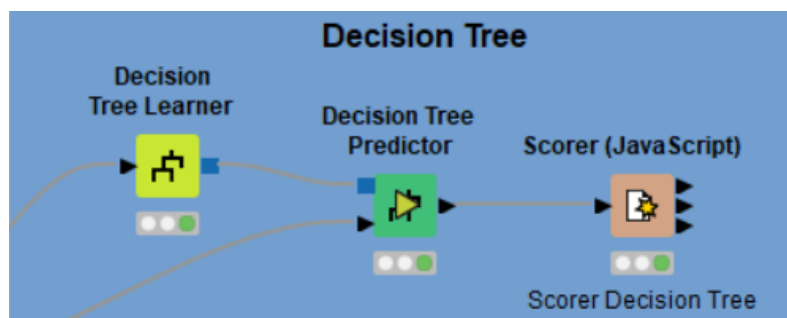 Decision Tree
Decision
Tree Learner
Decision Tree
Predictor
Scorer (JavaScript)
Scorer Decision Tree